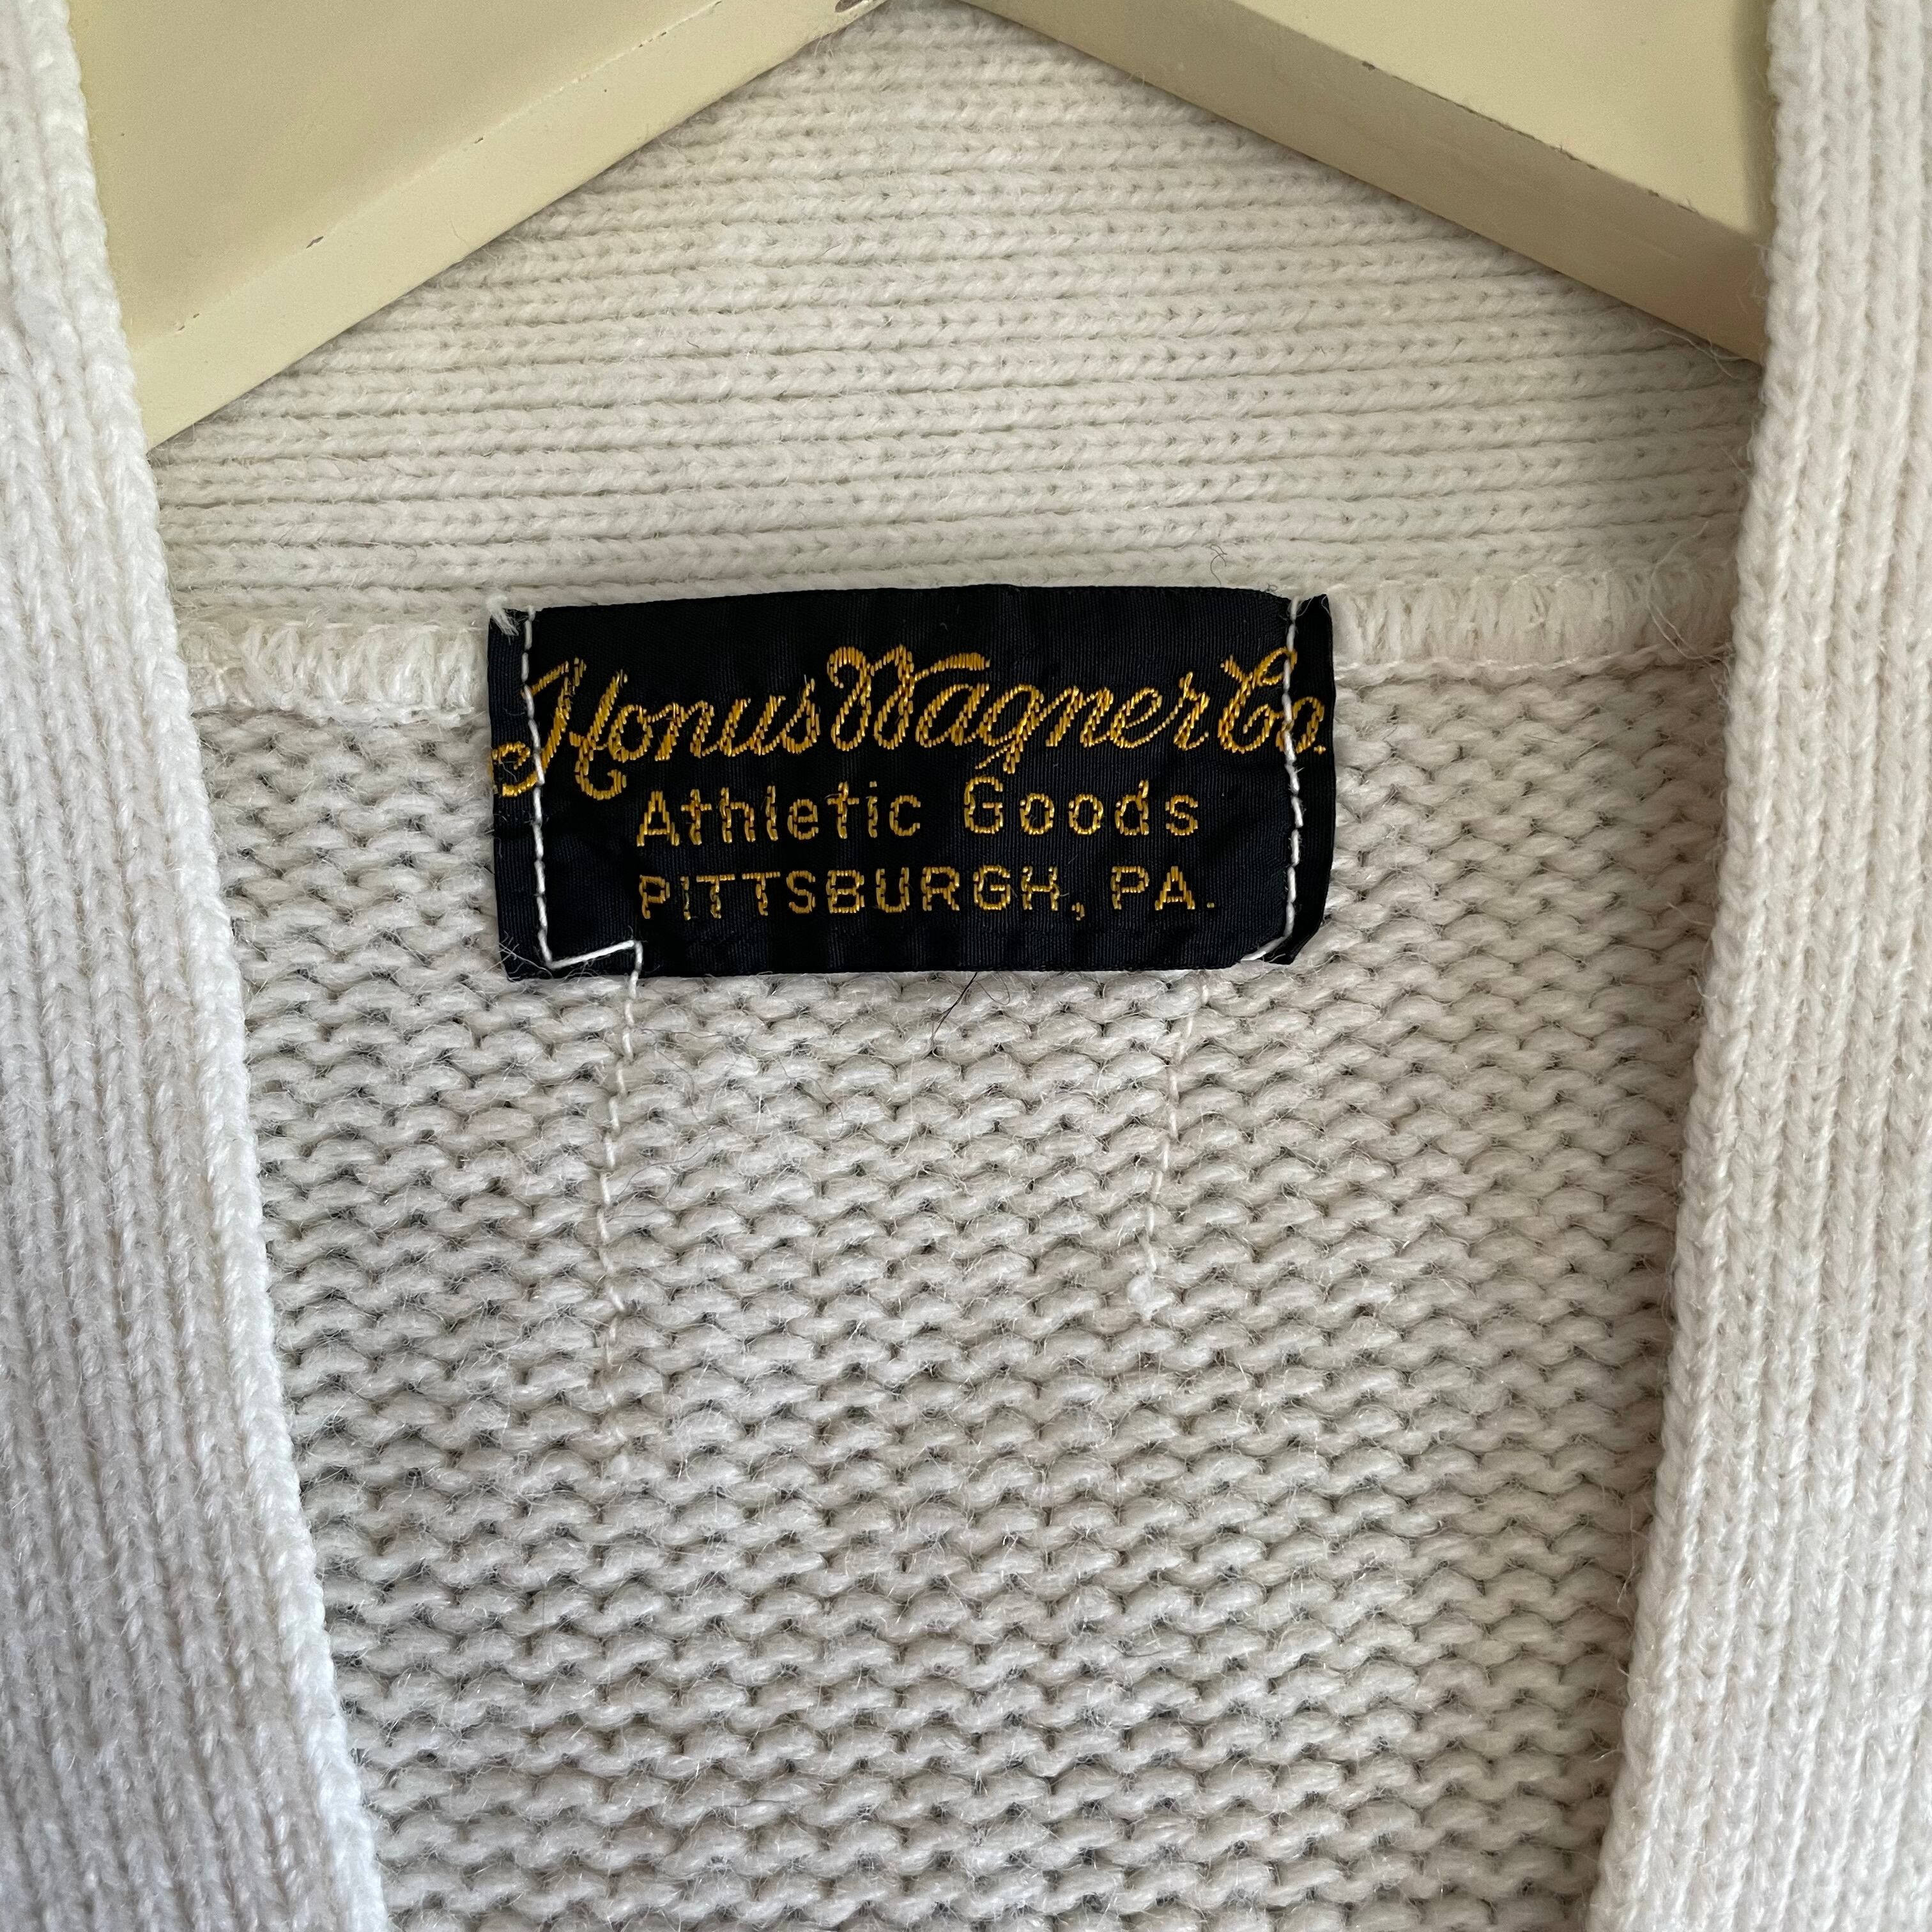 Honus Wagner Co.
Athletic Goods
PITTSBURGH, PA.